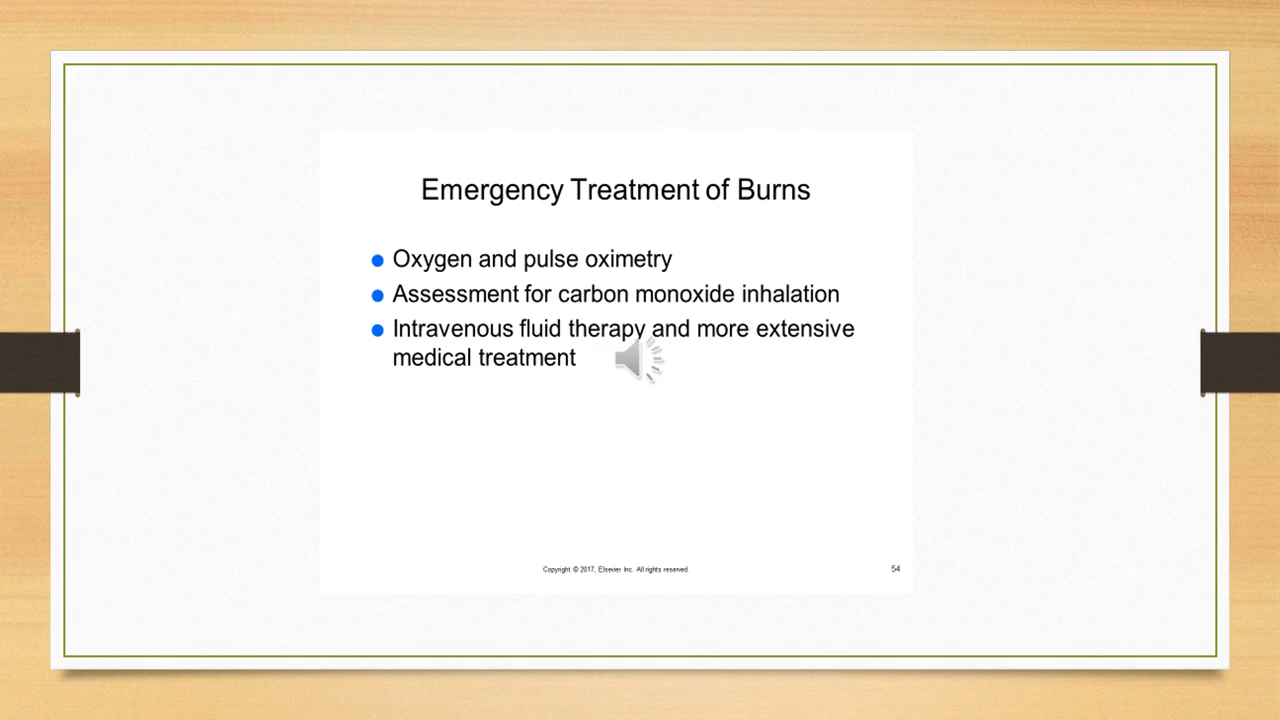 Emergency Treatment of Burns
● Oxygen and pulse oximetry
● Assessment for carbon monoxide inhalation
● Intravenous fluid therapy and more extensive
medical treatment
Copyright © 2017, Elsevier Inc. All rights reserved.
54